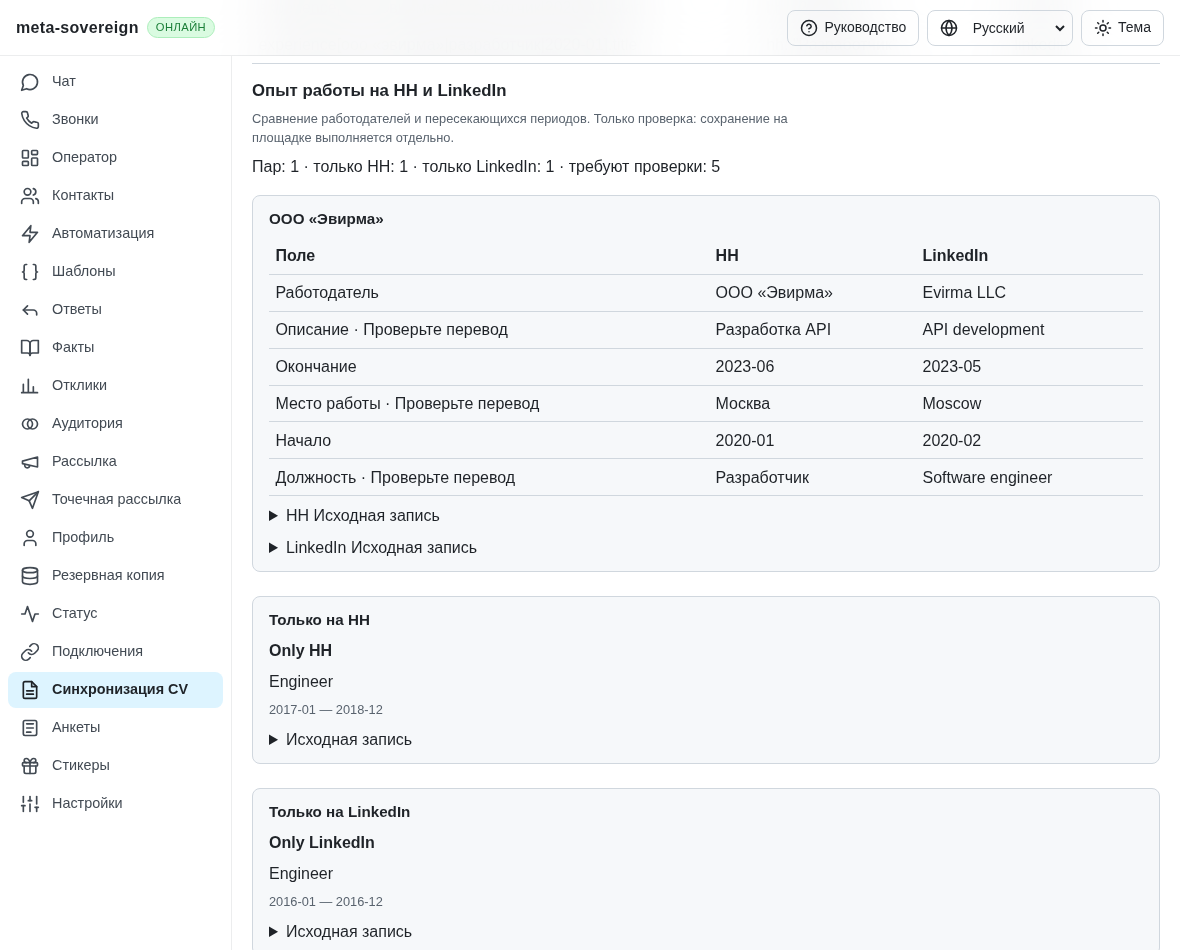 meta-sovereign ОНЛАЙН
Руководство
Русский
Тема
Чат
Звонки
Оператор
Контакты
Автоматизация
Шаблоны
Ответы
Факты
Отклики
Аудитория
Рассылка
Точечная рассылка
Профиль
Резервная копия
Статус
Подключения
Синхронизация CV
Анкеты
Стикеры
Настройки
Опыт работы на HH и LinkedIn
Сравнение работодателей и пересекающихся периодов. Только проверка: сохранение на
площадке выполняется отдельно.
Пар: 1 · только HH: 1 · только LinkedIn: 1 · требуют проверки: 5
ООО «Эвирма»
Поле HH LinkedIn
Работодатель ООО «Эвирма» Evirma LLC
Описание · Проверьте перевод Разработка API API development
Окончание 2023-06 2023-05
Место работы · Проверьте перевод Москва Moscow
Начало 2020-01 2020-02
Должность · Проверьте перевод Разработчик Software engineer
HH Исходная запись
LinkedIn Исходная запись
Только на HH
Only HH
Engineer
2017-01 — 2018-12
Исходная запись
Только на LinkedIn
Only LinkedIn
Engineer
2016-01 — 2016-12
Исходная запись